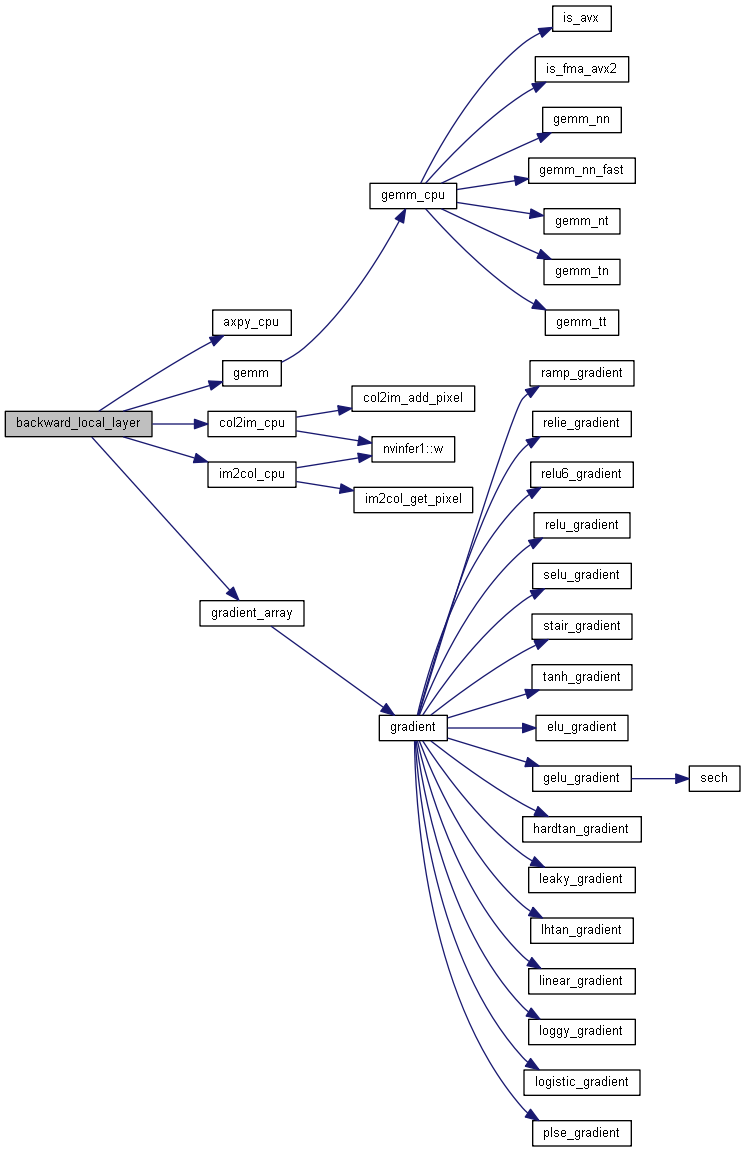 is_avx
is_fma_avx2
gemm_nn
gemm_nn_fast
gemm_cpu
gemm_nt
gemm_tn
axpy_cpu
gemm_tt
gemm
ramp_gradient
col2im_add_pixel
backward_local_layer
col2im_cpu
relie_gradient
nvinfer1::w
im2col_cpu
relu6_gradient
im2col_get_pixel
relu_gradient
selu_gradient
gradient_array
stair_gradient
tanh_gradient
gradient
elu_gradient
gelu_gradient
sech
hardtan_gradient
leaky_gradient
lhtan_gradient
linear_gradient
loggy_gradient
logistic_gradient
plse_gradient